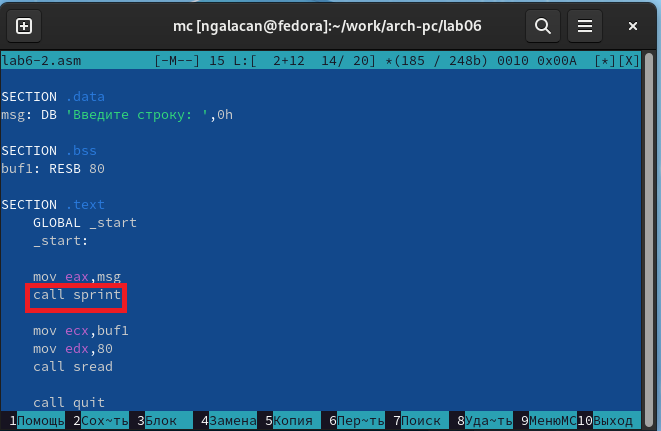 mc [ngalacan@fedora]:~/work/arch-pc/lab06
lab6-2.asm [-M--] 15 L:[ 2+12 14/ 20] *(185 / 248b) 0010 0x00A [*][X]
SECTION .data
msg: DB 'Введите строку: ',0h
SECTION .bss
buf1: RESB 80
SECTION .text
GLOBAL _start
_start:
mov eax,msg
call sprint
mov ecx,buf1
mov edx,80
call sread
call quit
1Помощь 2Сох~ть 3Блок 4Замена 5Копия 6Пер~ть 7Поиск 8Уда~ть 9МенюМС 10Выход